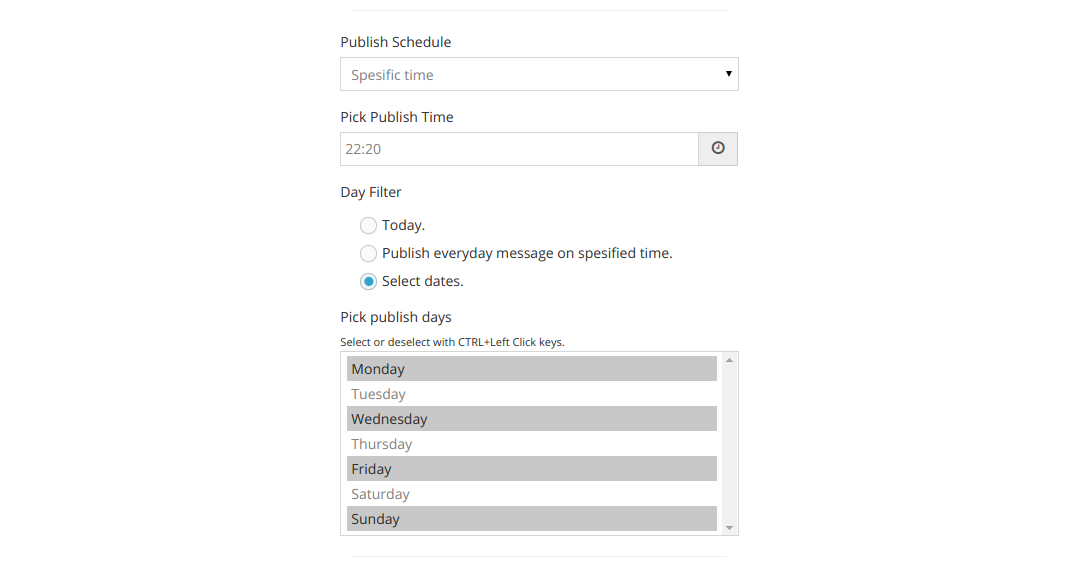 Publish Schedule
Spesific time
Pick Publish Time
22:20
Day Filter
Today.
Publish everyday message on spesified time.
Select dates.
Pick publish days
Select or deselect with CTRL+Left Click keys.
Monday
Tuesday
Wednesday
Thursday
Friday
Saturday
Sunday